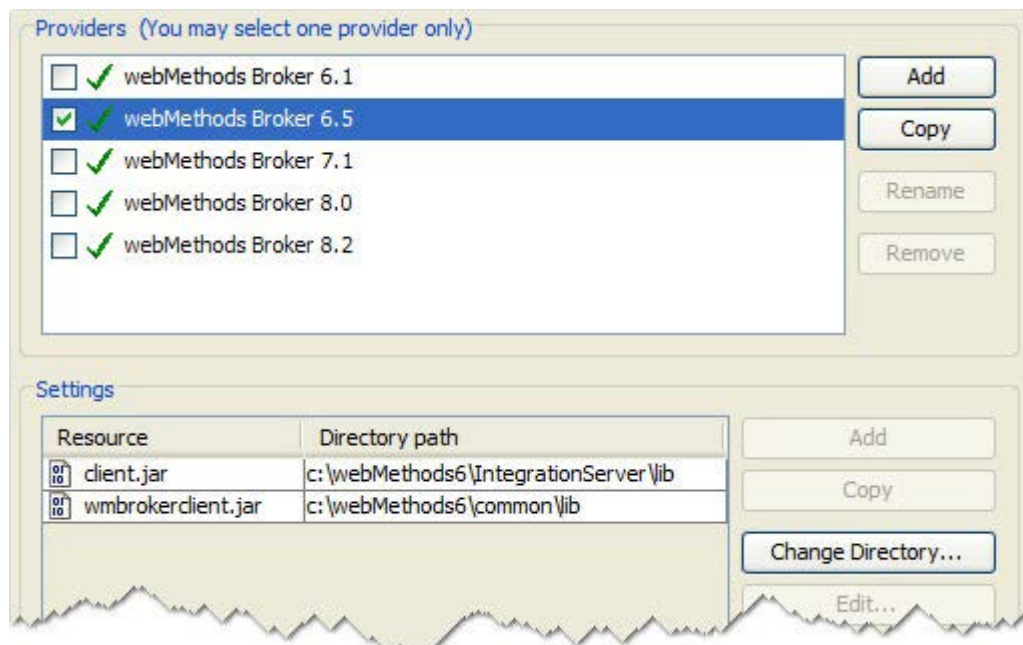 Providers (You may select one provider only)
webMethods Broker 6.1
Add
webMethods Broker 6.5
Copy
webMethods Broker 7.1
Rename
webMethods Broker 8.0
webMethods Broker 8.2
Remove
Settings
Resource Directory path
Add
client.jar c:\webMethods6\IntegrationServer\lib
Copy
wmbrokerclient.jar c:\webMethods6\common\lib
Change Directory...
Edit...